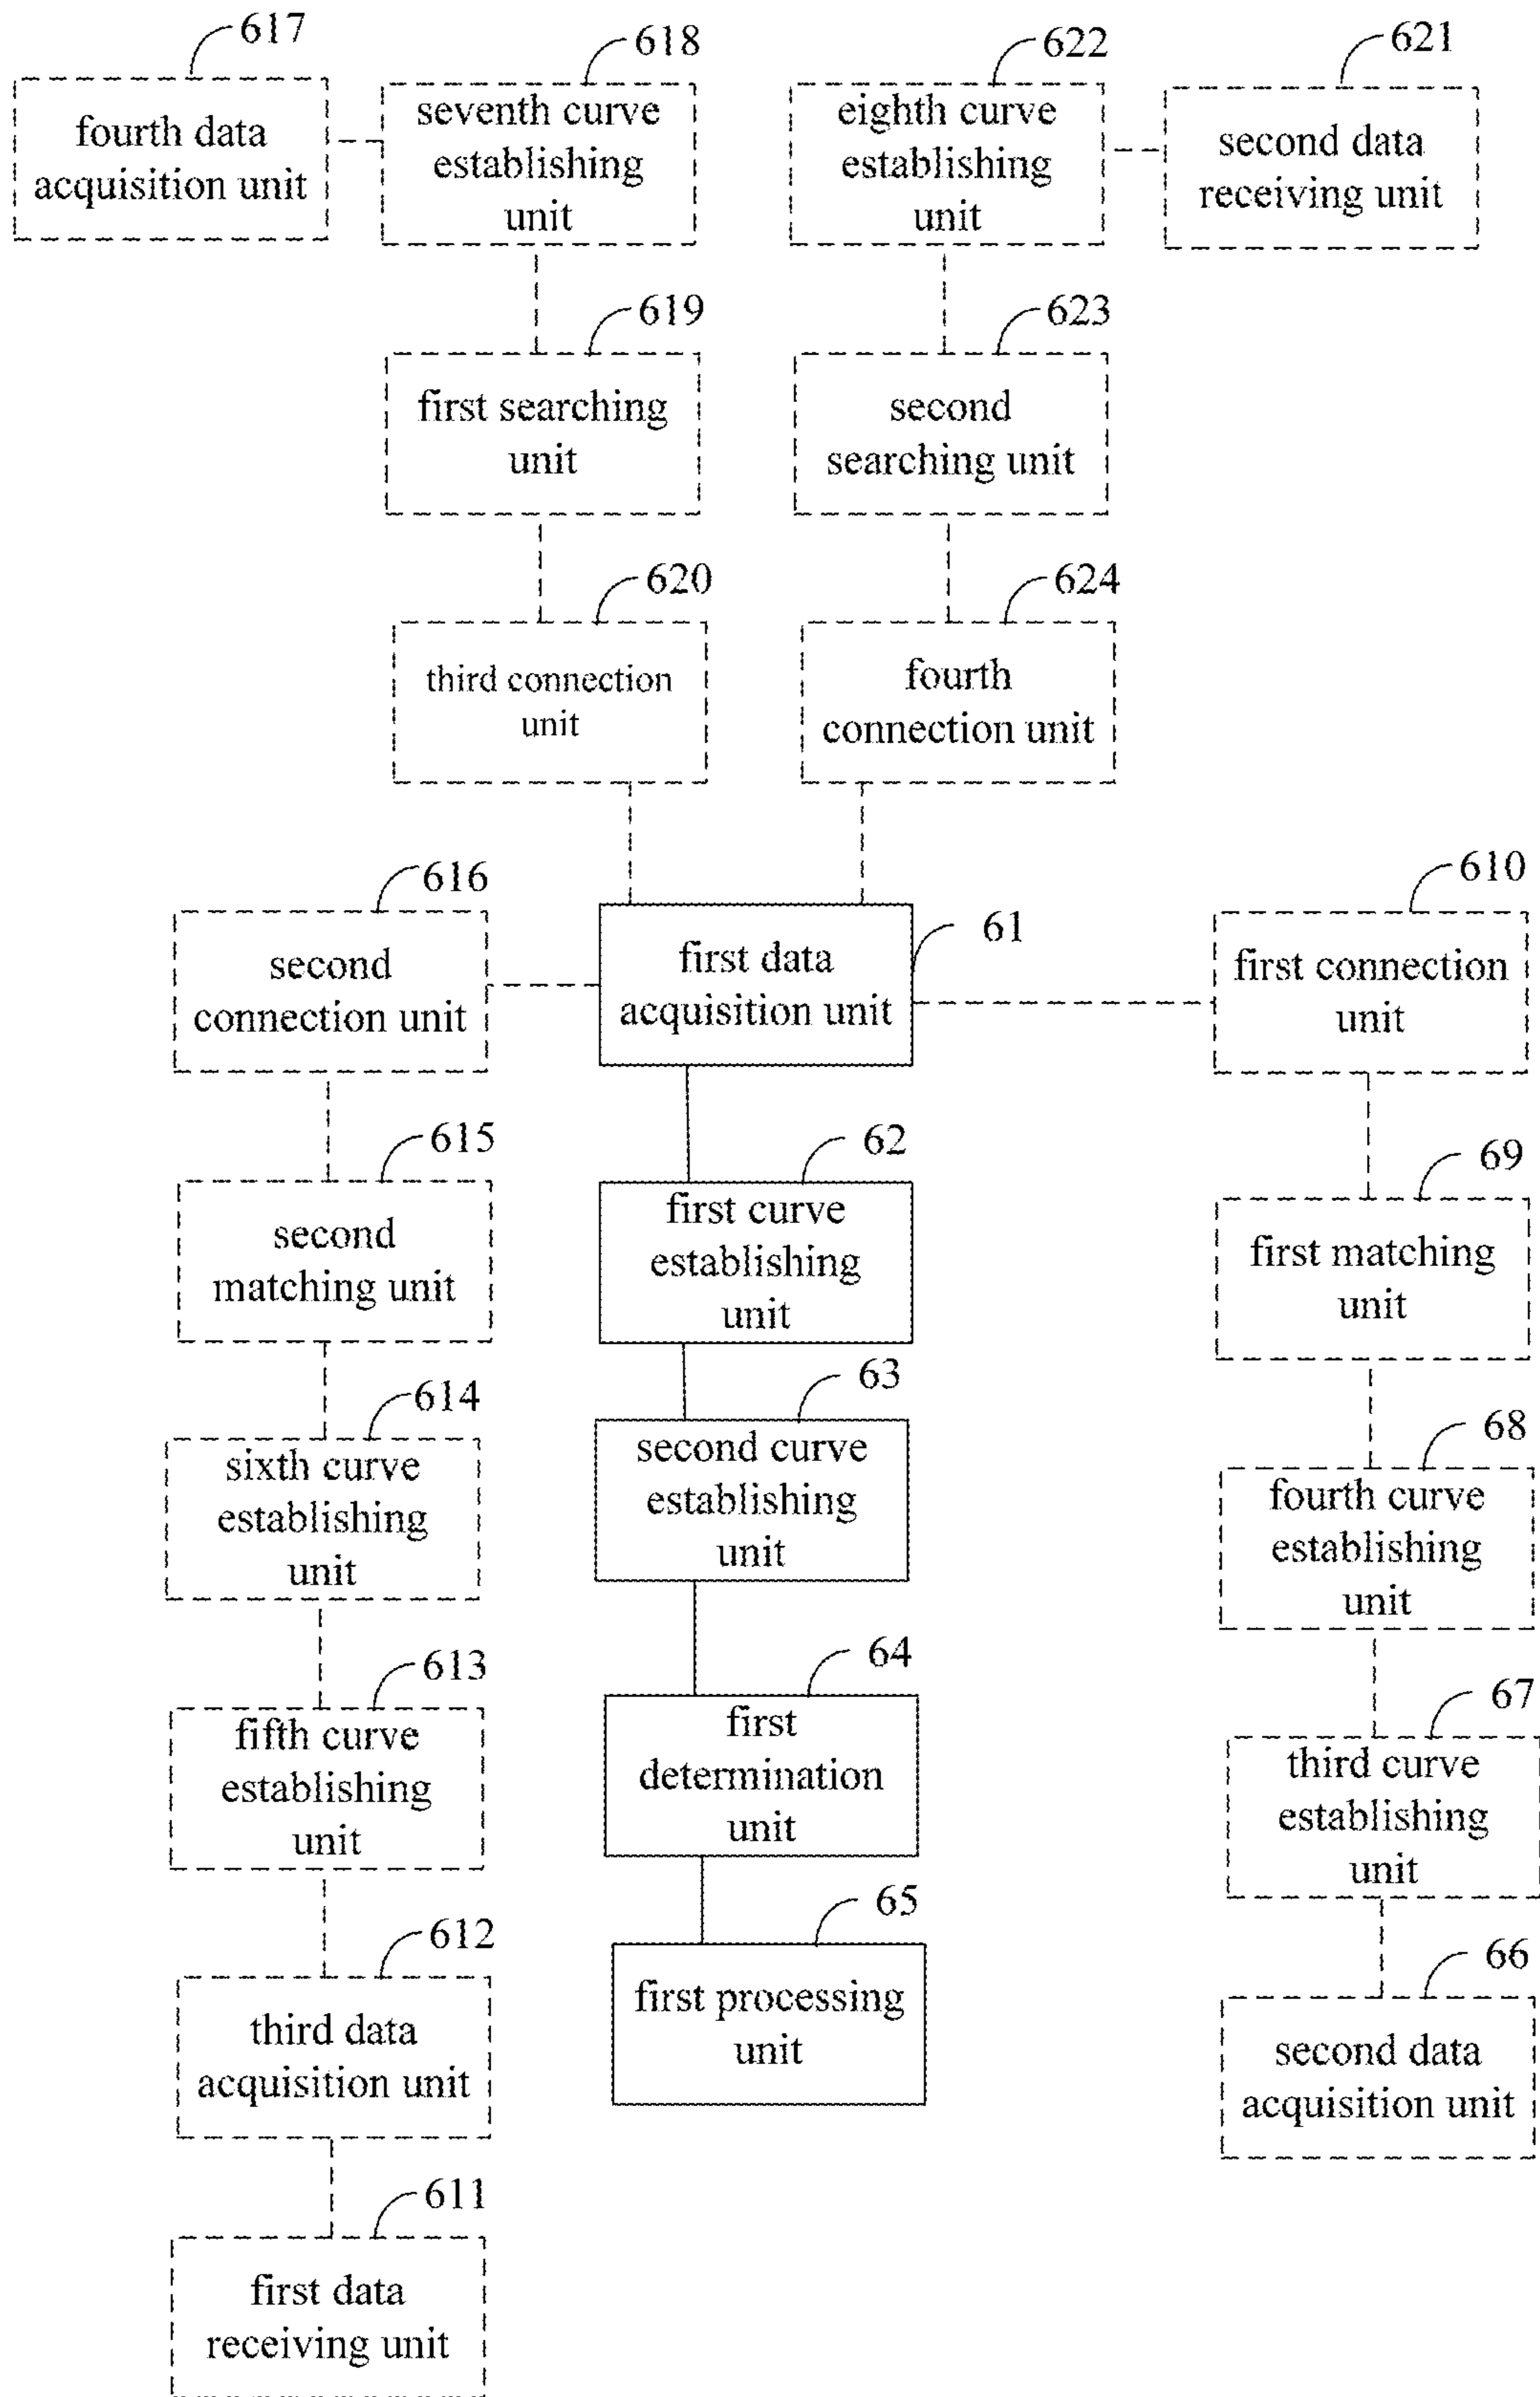 617
618
622
621
fourth data
acquisition unit
seventh curve
establishing
unit
eighth curve
establishing
unit
second data
receiving unit
619
623
first searching
unit
second
searching unit
620
624
third connection
unit
fourth
connection unit
616
61
610
second
connection unit
first data
acquisition unit
first connection
unit
615
62
69
second
matching unit
first curve
establishing
unit
first matching
unit
614
63
68
sixth curve
establishing
unit
second curve
establishing
unit
fourth curve
establishing
unit
613
64
67
fifth curve
establishing
unit
first
determination
unit
third curve
establishing
unit
612
65
66
third data
acquisition unit
first processing
unit
second data
acquisition unit
611
first data
receiving unit